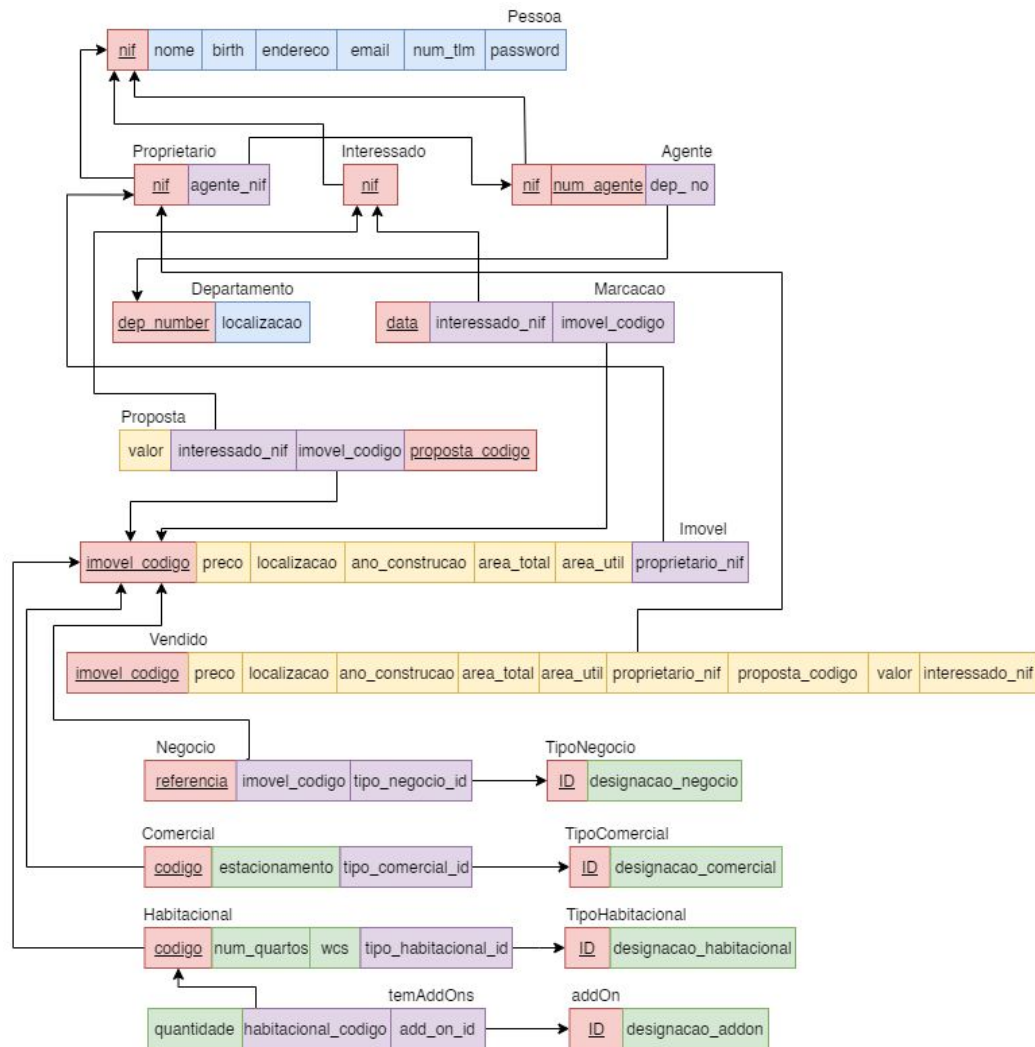 Pessoa
nif nome birth endereco email num_tlm password
Proprietario Interessado Agente
nif agente_nif nif nif num_agente dep_ no
Departamento Marcacao
dep_number localizacao data interessado_nif imovel_codigo
Proposta
valor interessado_nif imovel_codigo proposta_codigo
Imovel
imovel_codigo preco localizacao ano_construcao area_total area_util proprietario_nif
Vendido
imovel_codigo preco localizacao ano_construcao area_total area_util proprietario_nif proposta_codigo valor interessado_nif
Negocio TipoNegocio
referencia imovel_codigo tipo_negocio_id ID designacao_negocio
Comercial TipoComercial
codigo estacionamento tipo_comercial_id ID designacao_comercial
Habitacional TipoHabitacional
codigo num_quartos wcs tipo_habitacional_id ID designacao_habitacional
temAddOns addOn
quantidade habitacional_codigo add_on_id ID designacao_addon